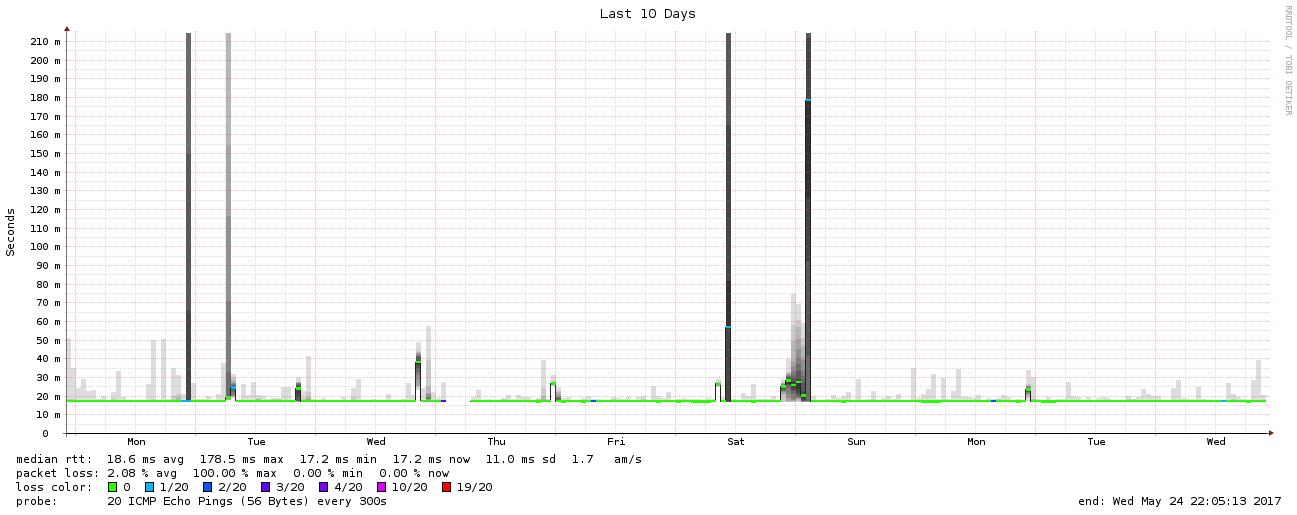 Last 10 Days
RRDTOOL / TOBI OETIKER
Seconds
210 m
200 m
190 m
180 m
170 m
160 m
150 m
140 m
130 m
120 m
110 m
100 m
90 m
80 m
70 m
60 m
50 m
40 m
30 m
20 m
10 m
0
Mon Tue Wed Thu Fri Sat Sun Mon Tue Wed
median rtt: 18.6 ms avg 178.5 ms max 17.2 ms min 17.2 ms now 11.0 ms sd 1.7 am/s
packet loss: 2.08 % avg 100.00 % max 0.00 % min 0.00 % now
loss color: 0 1/20 2/20 3/20 4/20 10/20 19/20
probe: 20 ICMP Echo Pings (56 Bytes) every 300s end: Wed May 24 22:05:13 2017